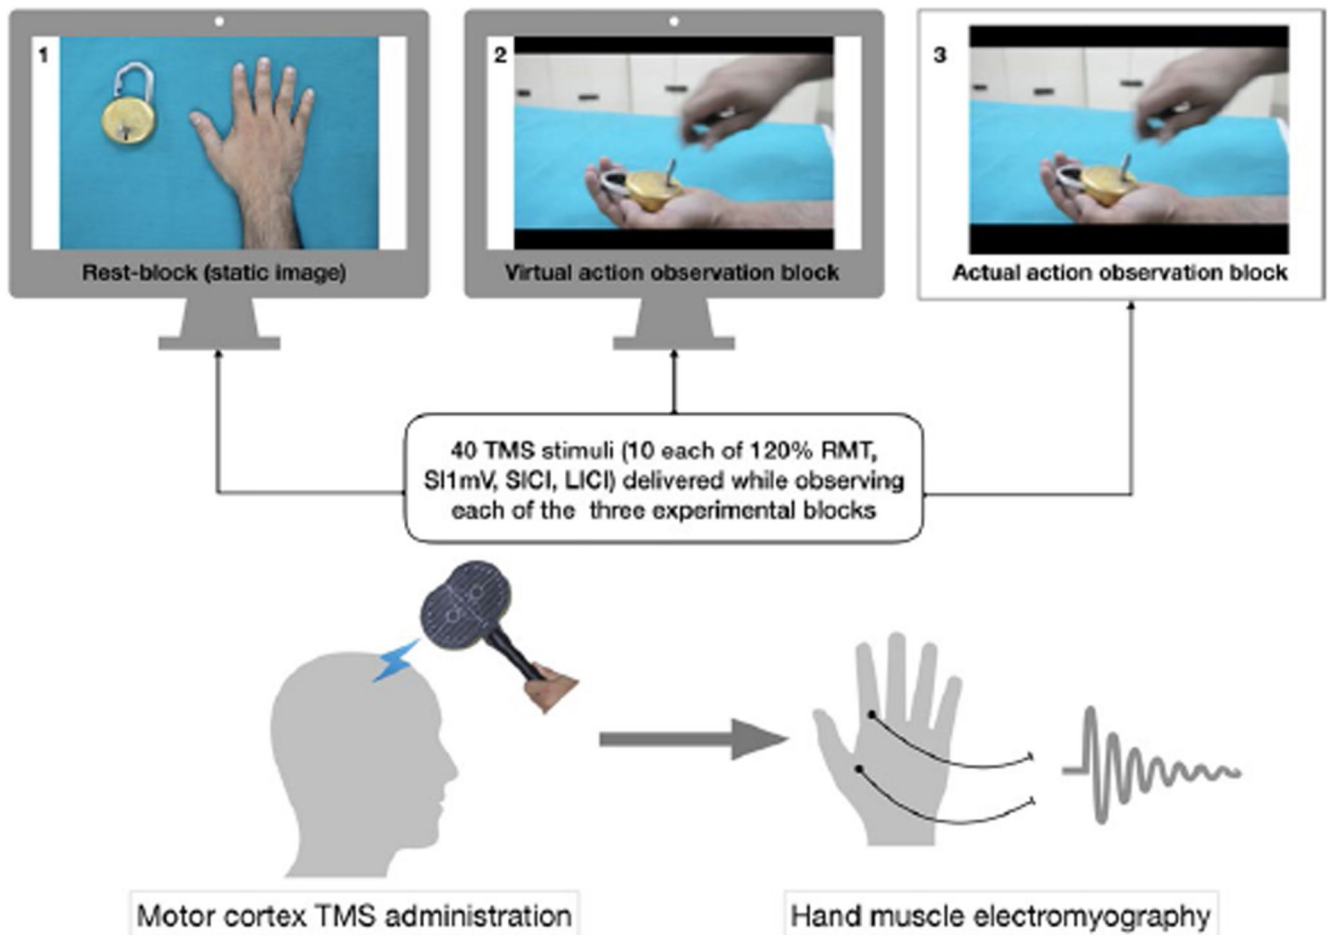 1
2
3
Rest-block (static image)
Virtual action observation block
Actual action observation block
40 TMS stimuli (10 each of 120% RMT,
SI1mV, SICI, LICI) delivered while observing
each of the three experimental blocks
Motor cortex TMS administration
Hand muscle electromyography